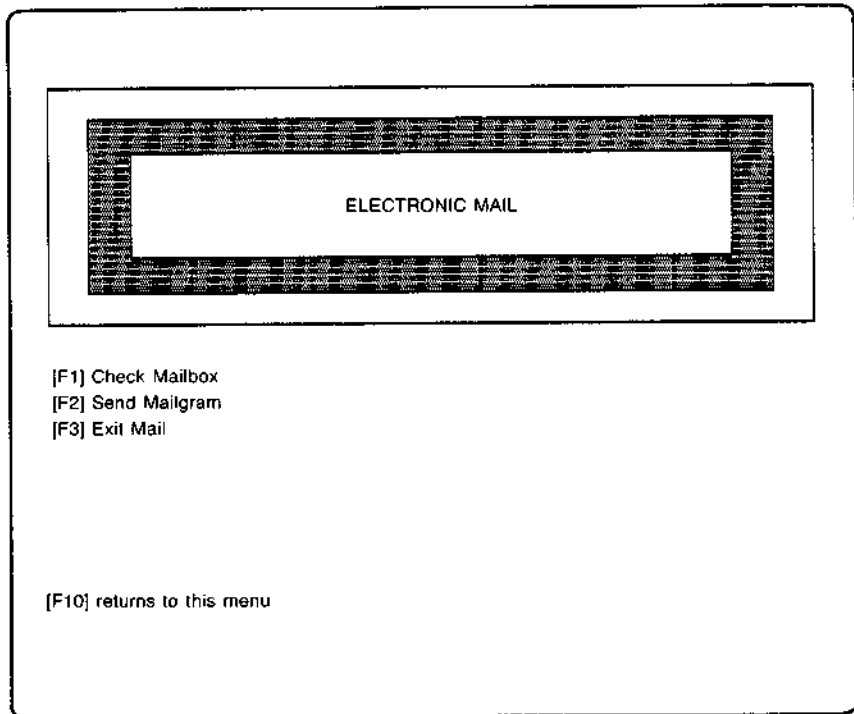 ELECTRONIC MAIL
[F1] Check Mailbox
[F2] Send Mailgram
[F3] Exit Mail
[F10] returns to this menu